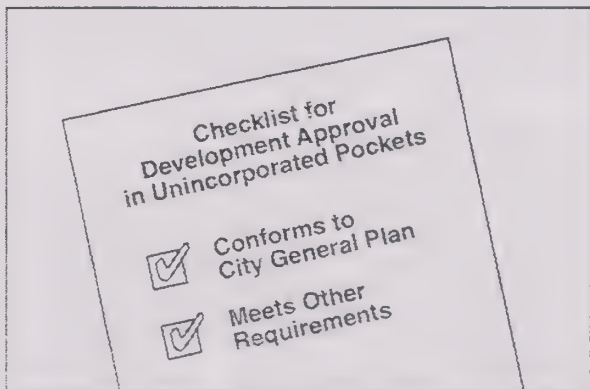 Checklist for
Development Approval
in Unincorporated Pockets
Conforms to
City General Plan
Meets Other
Requirements